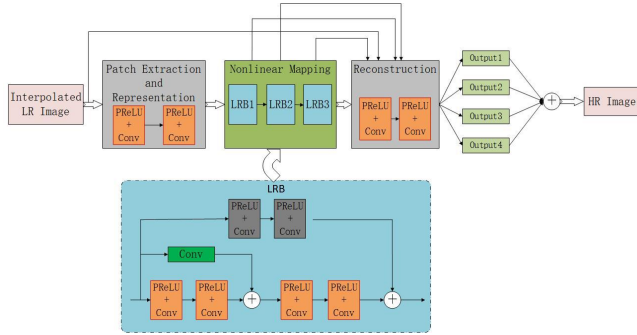 Interpolated
LR Image
Patch Extraction
and
Representation
PReLU
+
Conv
PReLU
+
Conv
Nonlinear Mapping
LRB1
LRB2
LRB3
Reconstruction
PReLU
+
Conv
PReLU
+
Conv
Output1
Output2
Output3
Output4
+
HR Image
LRB
PReLU
+
Conv
PReLU
+
Conv
Conv
PReLU
+
Conv
PReLU
+
Conv
+
PReLU
+
Conv
PReLU
+
Conv
+